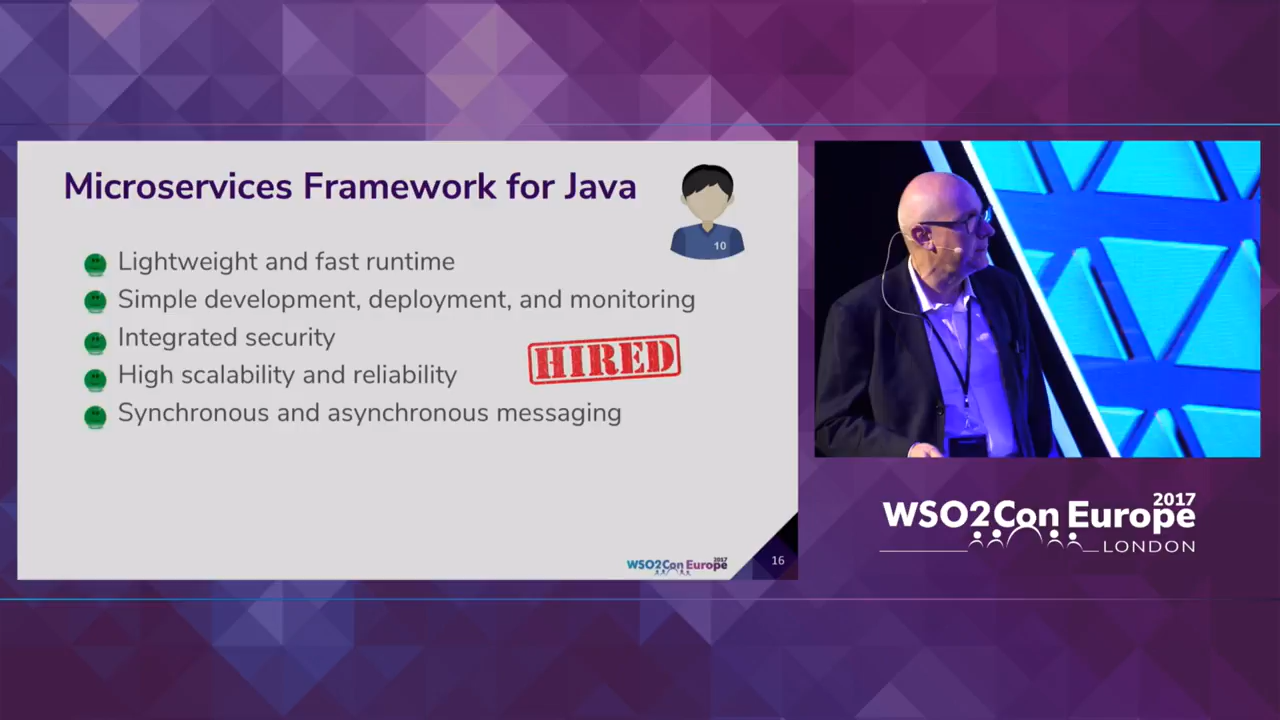 Microservices Framework for Java
10
Lightweight and fast runtime
Simple development, deployment, and monitoring
Integrated security
HIRED
High scalability and reliability
Synchronous and asynchronous messaging
WSO2Con Europe 2017
16
WSO2Con Europe 2017
LONDON